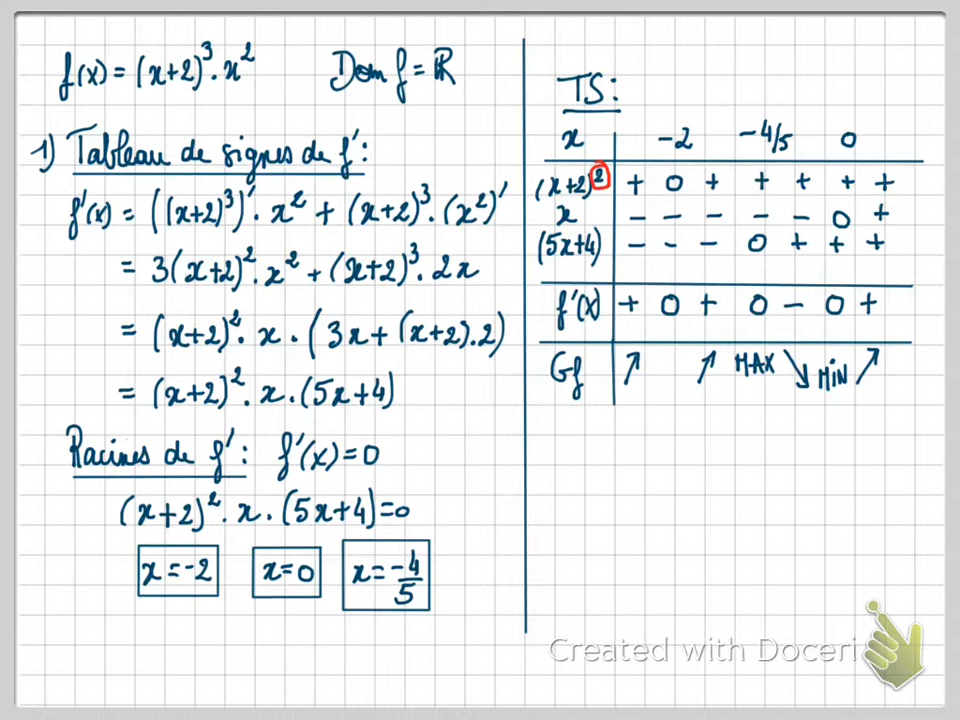 f(x) = (x+2)³ · x²   Dom f = ℝ
1) Tableau de signes de f' :
f'(x) = ((x+2)³)' · x² + (x+2)³ · (x²)'
= 3(x+2)² · x² + (x+2)³ · 2x
= (x+2)² · x · (3x + (x+2).2)
= (x+2)² · x · (5x+4)
Racines de f' : f'(x) = 0
(x+2)² · x · (5x+4) = 0
x = -2   x = 0   x = -4/5
TS :
x   -2   -4/5   0
(x+2)²   + 0 + + + + +
x   - - - - - 0 +
(5x+4)   - - - 0 + + +
f'(x)   + 0 + 0 - 0 +
Gf   ↗ ↗ MAX ↘ MIN ↗
Created with Doceri